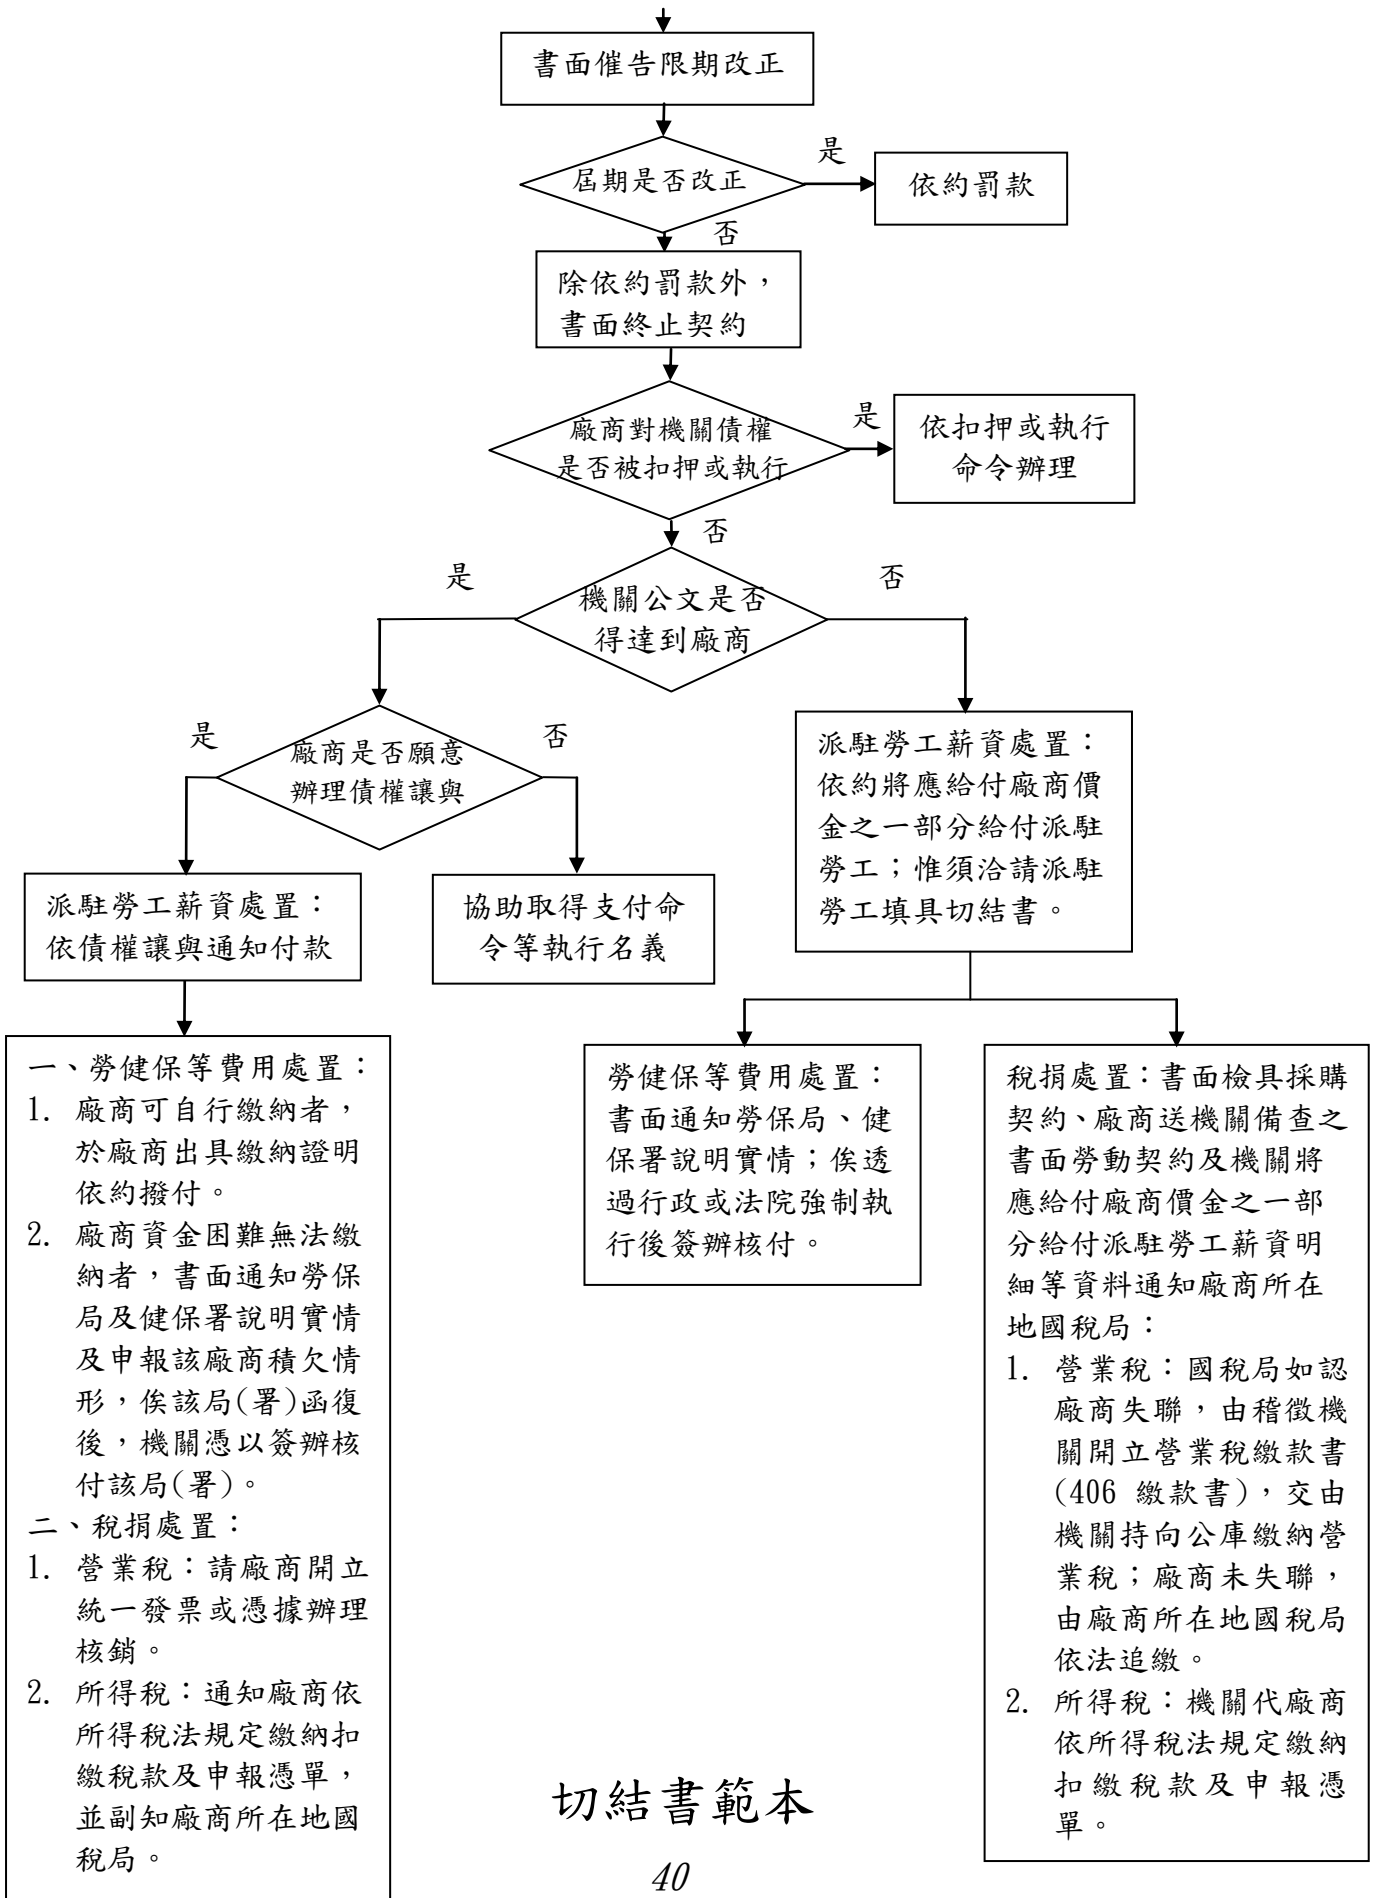 書面催告限期改正
屆期是否改正
是
依約罰款
否
除依約罰款外，
書面終止契約
廠商對機關債權
是否被扣押或執行
是
依扣押或執行
命令辦理
否
機關公文是否
得達到廠商
是
否
廠商是否願意
辦理債權讓與
是
否
派駐勞工薪資處置：
依約將應給付廠商價
金之一部分給付派駐
勞工；惟須洽請派駐
勞工填具切結書。
派駐勞工薪資處置：
依債權讓與通知付款
協助取得支付命
令等執行名義
一、勞健保等費用處置：
1. 廠商可自行繳納者，
於廠商出具繳納證明
依約撥付。
2. 廠商資金困難無法繳
納者，書面通知勞保
局及健保署說明實情
及申報該廠商積欠情
形，俟該局(署)函復
後，機關憑以簽辦核
付該局(署)。
二、稅捐處置：
1. 營業稅：請廠商開立
統一發票或憑據辦理
核銷。
2. 所得稅：通知廠商依
所得稅法規定繳納扣
繳稅款及申報憑單，
並副知廠商所在地國
稅局。
勞健保等費用處置：
書面通知勞保局、健
保署說明實情；俟透
過行政或法院強制執
行後簽辦核付。
稅捐處置：書面檢具採購
契約、廠商送機關備查之
書面勞動契約及機關將
應給付廠商價金之一部
分給付派駐勞工薪資明
細等資料通知廠商所在
地國稅局：
1. 營業稅：國稅局如認
廠商失聯，由稽徵機
關開立營業稅繳款書
(406 繳款書)，交由
機關持向公庫繳納營
業稅；廠商未失聯，
由廠商所在地國稅局
依法追繳。
2. 所得稅：機關代廠商
依所得稅法規定繳納
扣繳稅款及申報憑
單。
切結書範本
40